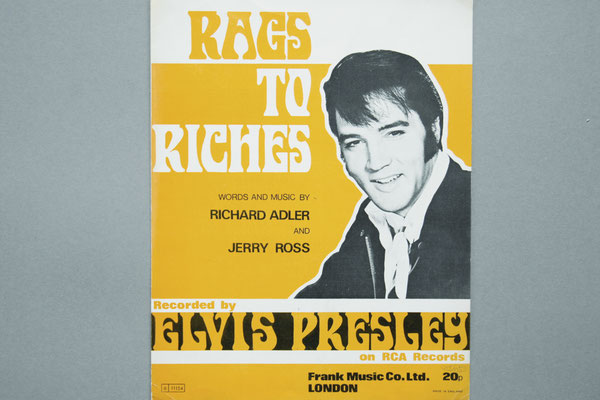 RAGS
TO
RICHES
WORDS AND MUSIC BY
RICHARD ADLER
AND
JERRY ROSS
Recorded by
ELVIS PRESLEY
on RCA Records
Frank Music Co. Ltd. 20p
LONDON